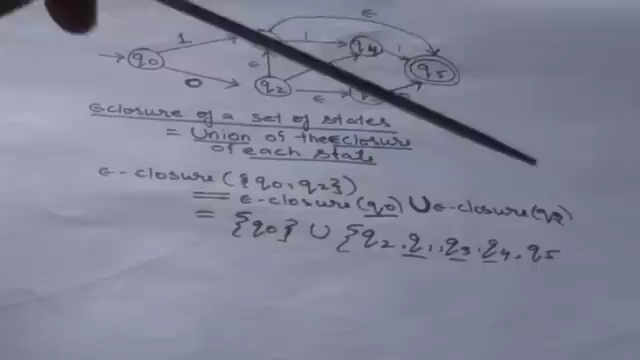 1 ε
q0 1 q4 1 q5
0 ε q2 ε
Eclosure of a set of states
= Union of the Eclosure
of each state
ε-closure({q0, q2})
= ε-closure(q0) ∪ ε-closure(q2)
= {q0} ∪ {q2, q1, q3, q4, q5